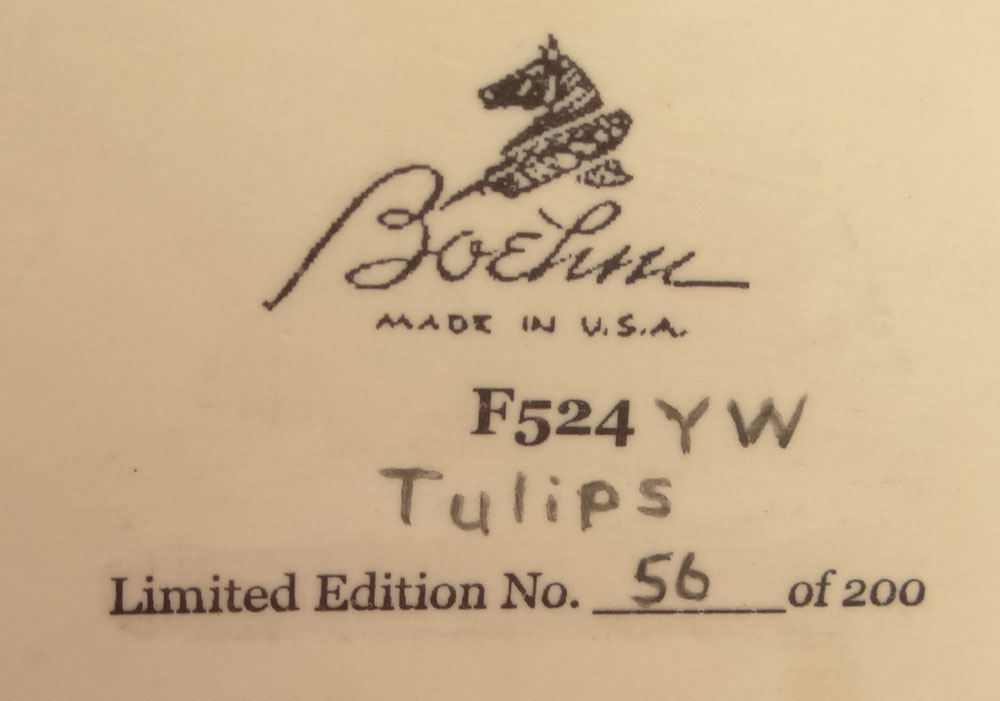 Boehm
MADE IN U.S.A.
F524 YW
Tulips
Limited Edition No. 56 of 200